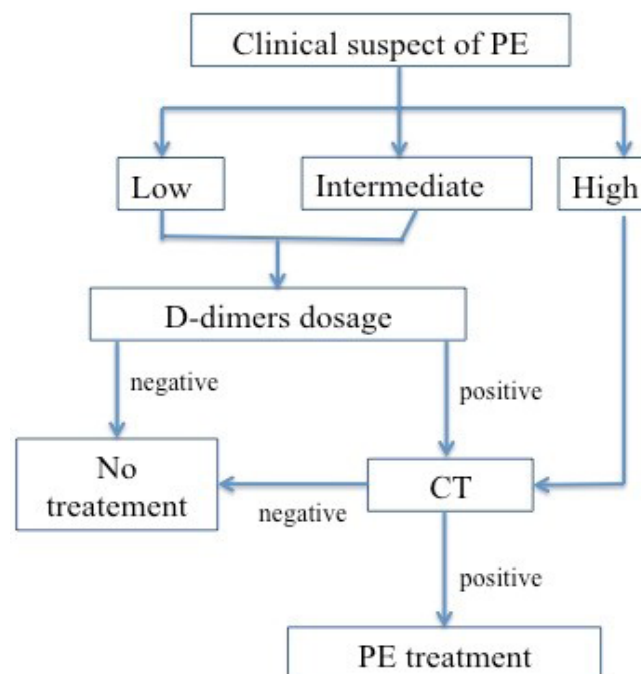 Clinical suspect of PE
Low
Intermediate
High
D-dimers dosage
negative
positive
No
treatement
CT
negative
positive
PE treatment